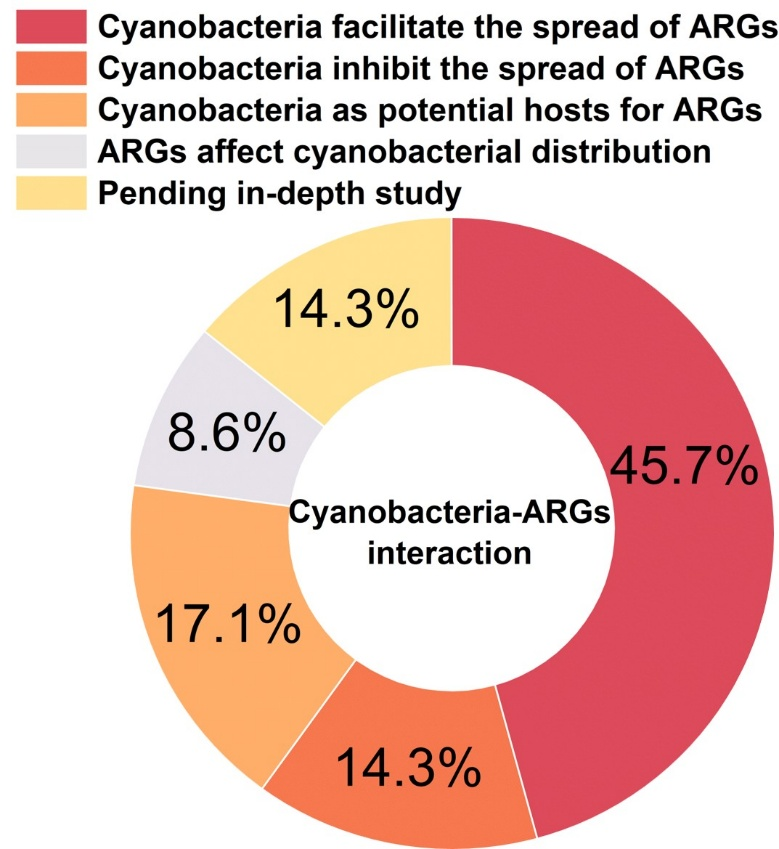 Cyanobacteria facilitate the spread of ARGs
Cyanobacteria inhibit the spread of ARGs
Cyanobacteria as potential hosts for ARGs
ARGs affect cyanobacterial distribution
Pending in-depth study
14.3%
8.6%
45.7%
Cyanobacteria-ARGs
interaction
17.1%
14.3%